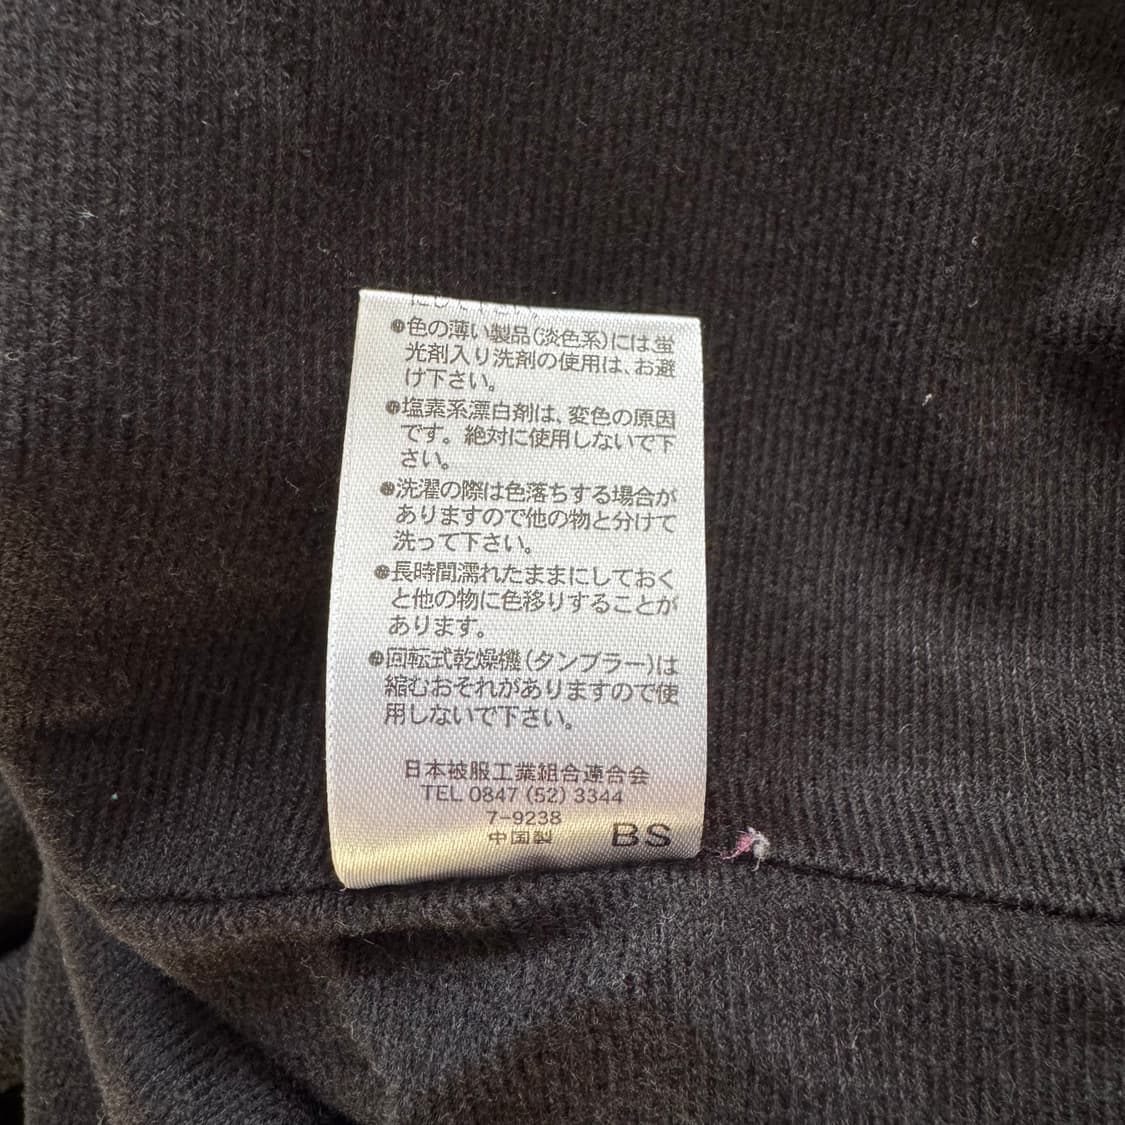 ●色の薄い製品(淡色系)には蛍
光剤入り洗剤の使用は、お避
け下さい。
●塩素系漂白剤は、変色の原因
です。絶対に使用しないで下
さい。
●洗濯の際は色落ちする場合が
ありますので他の物と分けて
洗って下さい。
●長時間濡れたままにしておく
と他の物に色移りすることが
あります。
●回転式乾燥機(タンブラー)は
縮むおそれがありますので使
用しないで下さい。
日本被服工業組合連合会
TEL 0847 (52) 3344
7-9238
中国製 BS